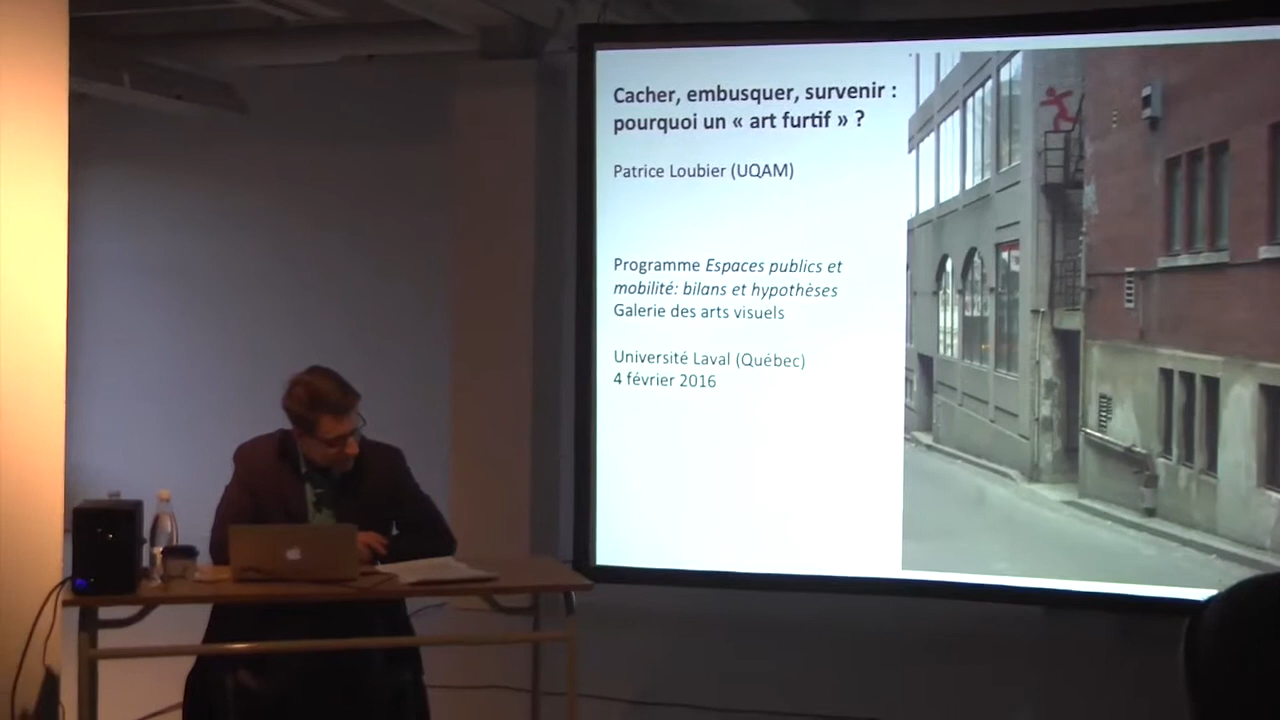 Cacher, embusquer, survenir :
pourquoi un « art furtif » ?
Patrice Loubier (UQAM)
Programme Espaces publics et
mobilité: bilans et hypothèses
Galerie des arts visuels
Université Laval (Québec)
4 février 2016